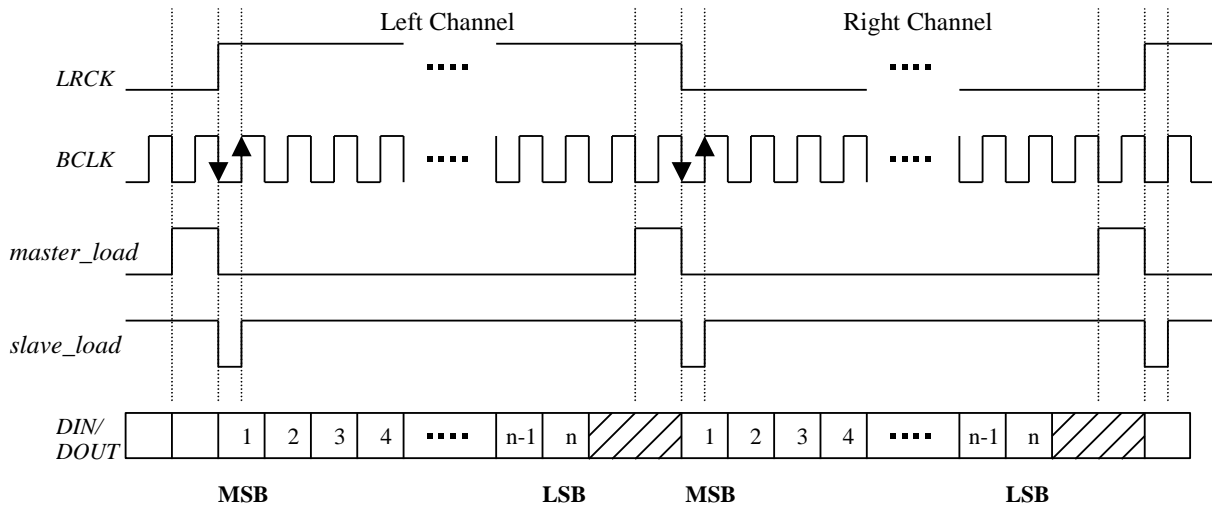 Left Channel Right Channel
LRCK
BCLK
master_load
slave_load
DIN/
DOUT
1 2 3 4 n-1 n 1 2 3 4 n-1 n
MSB LSB MSB LSB